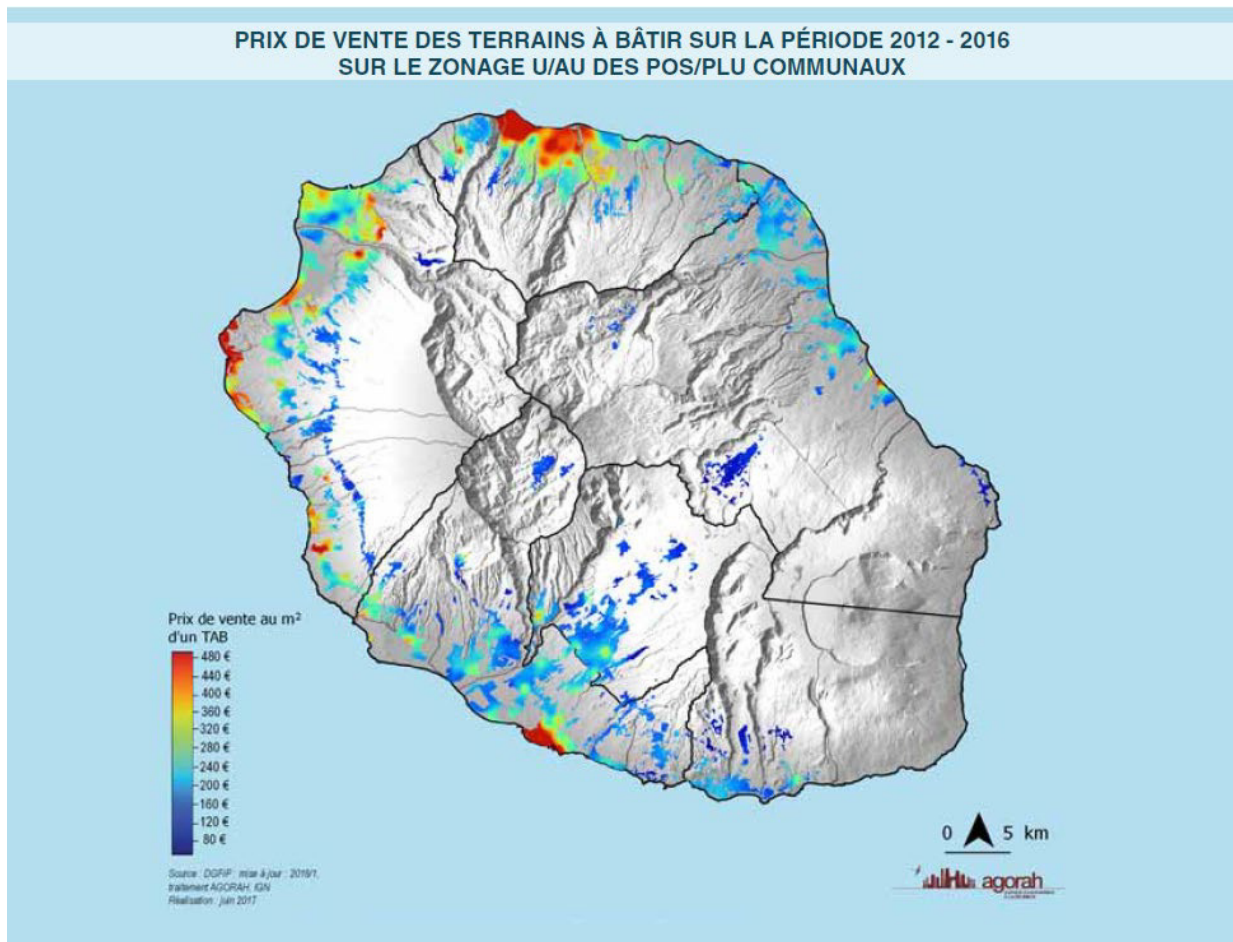 PRIX DE VENTE DES TERRAINS À BÂTIR SUR LA PÉRIODE 2012 - 2016
SUR LE ZONAGE U/AU DES POS/PLU COMMUNAUX
Prix de vente au m²
d'un TAB
480 €
440 €
400 €
360 €
320 €
280 €
240 €
200 €
160 €
120 €
80 €
Source : DGFiP : mise à jour : 2016/1,
traitement AGORAH, IGN
Réalisation : juin 2017
0 5 km
agorah